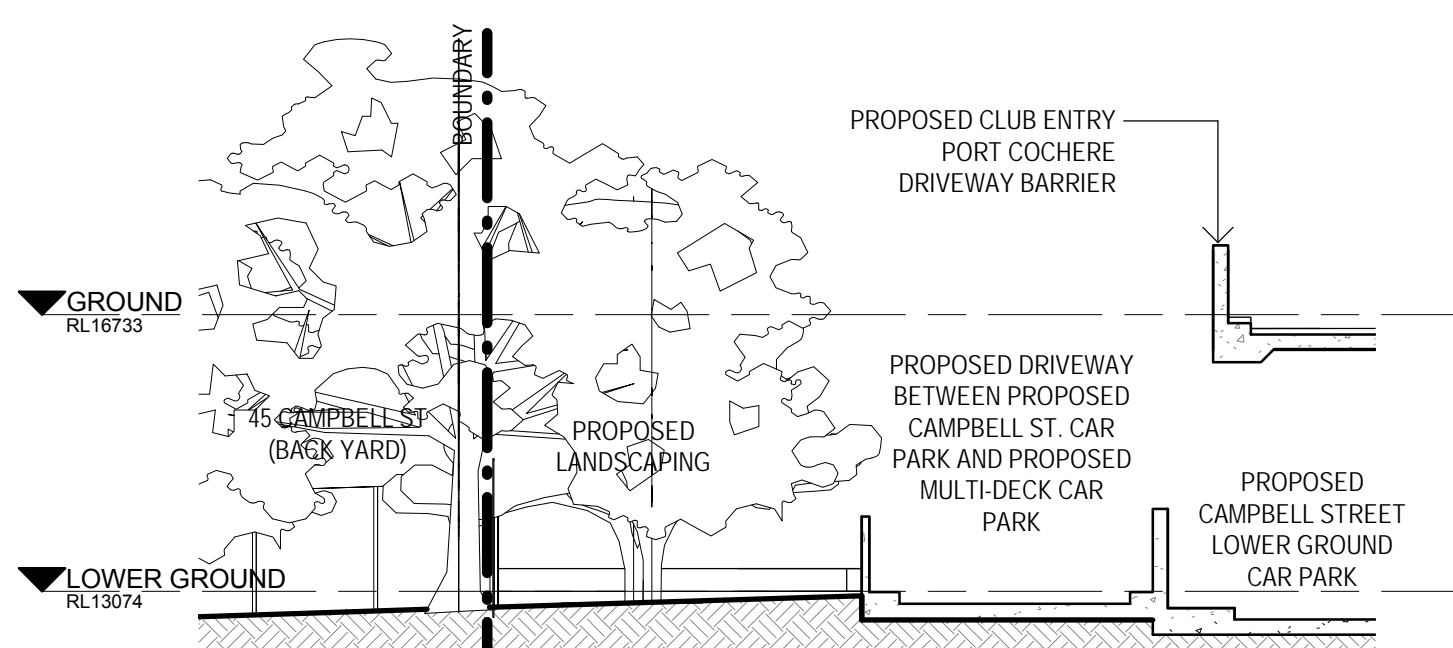 BOUNDARY
PROPOSED CLUB ENTRY
PORT COCHERE
DRIVEWAY BARRIER
GROUND
RL16733
PROPOSED DRIVEWAY
BETWEEN PROPOSED
CAMPBELL ST. CAR
PARK AND PROPOSED
MULTI-DECK CAR
PARK
45 CAMPBELL ST
(BACK YARD)
PROPOSED
LANDSCAPING
PROPOSED
CAMPBELL STREET
LOWER GROUND
CAR PARK
LOWER GROUND
RL13074